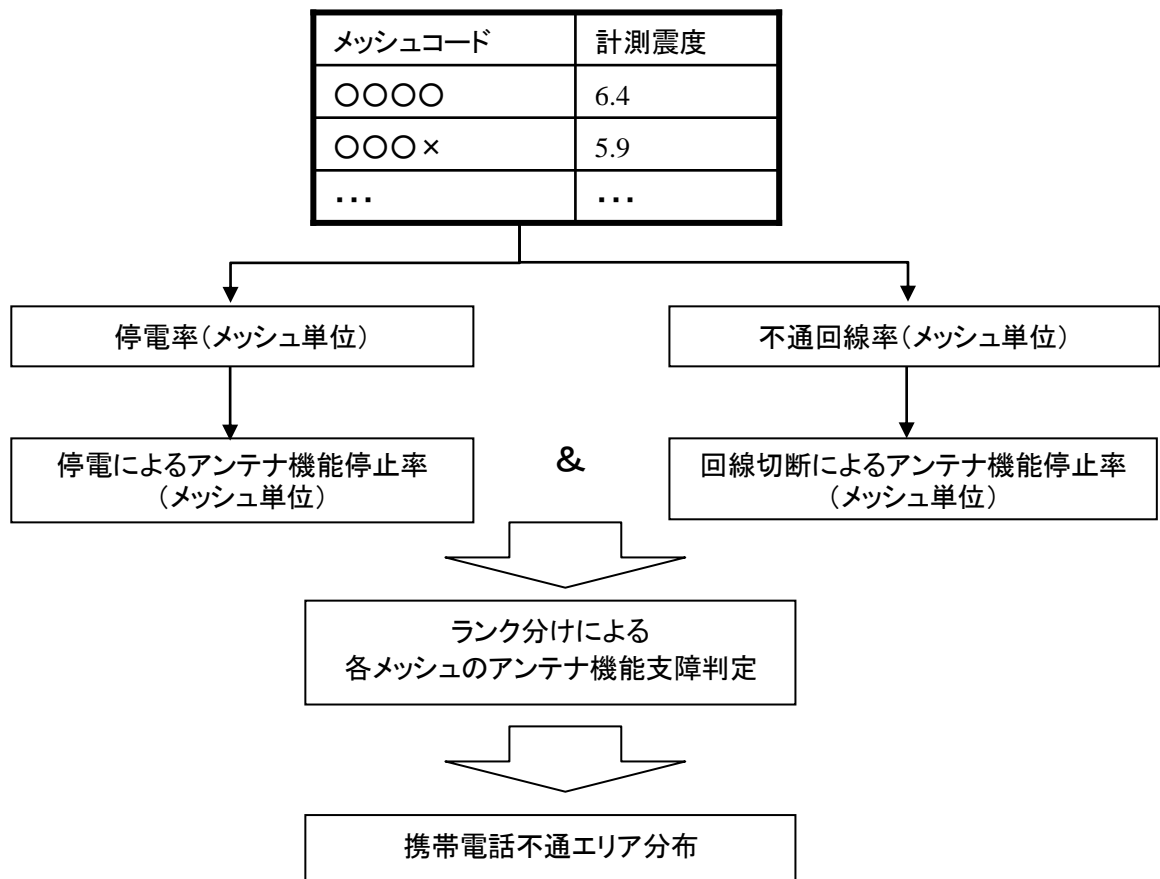 メッシュコード 計測震度
〇〇〇〇 6.4
〇〇〇× 5.9
… …
停電率(メッシュ単位)
不通回線率(メッシュ単位)
停電によるアンテナ機能停止率
(メッシュ単位)
&
回線切断によるアンテナ機能停止率
(メッシュ単位)
ランク分けによる
各メッシュのアンテナ機能支障判定
携帯電話不通エリア分布